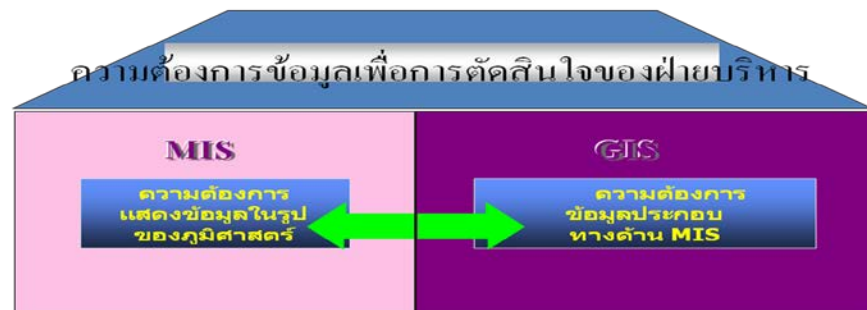 ความต้องการข้อมูลเพื่อการตัดสินใจของฝ่ายบริหาร
MIS
ความต้องการ
แสดงข้อมูลในรูป
ของภูมิศาสตร์
GIS
ความต้องการ
ข้อมูลประกอบ
ทางด้าน MIS